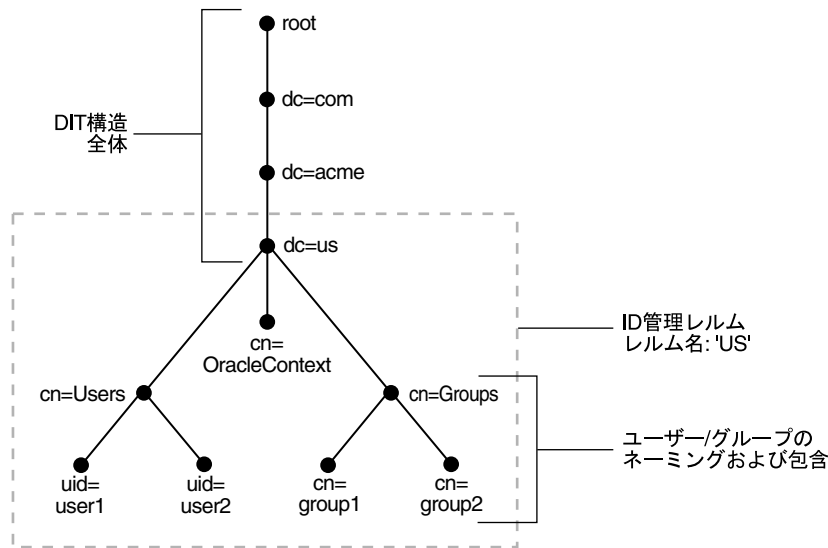 root
dc=com
DIT構造
全体
dc=acme
dc=us
ID管理レルム
レルム名: 'US'
cn=
OracleContext
cn=Users
cn=Groups
ユーザー/グループの
ネーミングおよび包含
uid=
user1
uid=
user2
cn=
group1
cn=
group2